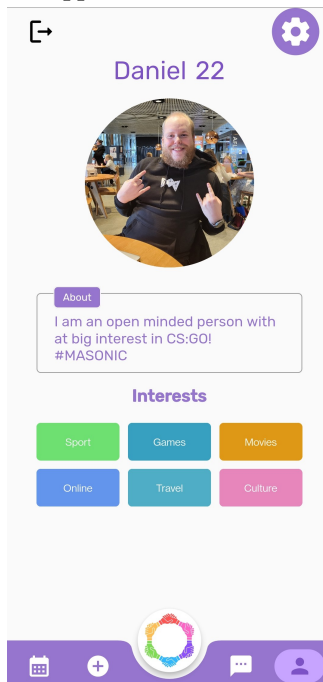 Daniel 22
About
I am an open minded person with
at big interest in CS:GO!
#MASONIC
Interests
Sport
Games
Movies
Online
Travel
Culture